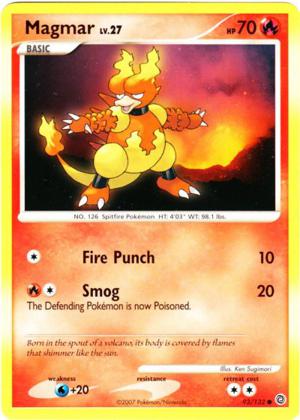 Magmar LV.27 HP 70
BASIC
NO. 126 Spitfire Pokémon HT: 4'03" WT: 98.1 lbs.
Fire Punch 10
Smog 20
The Defending Pokémon is now Poisoned.
Born in the spout of a volcano, its body is covered by flames
that shimmer like the sun.
Illus. Ken Sugimori
weakness resistance retreat cost
+20
©2007 Pokémon/Nintendo 93/132